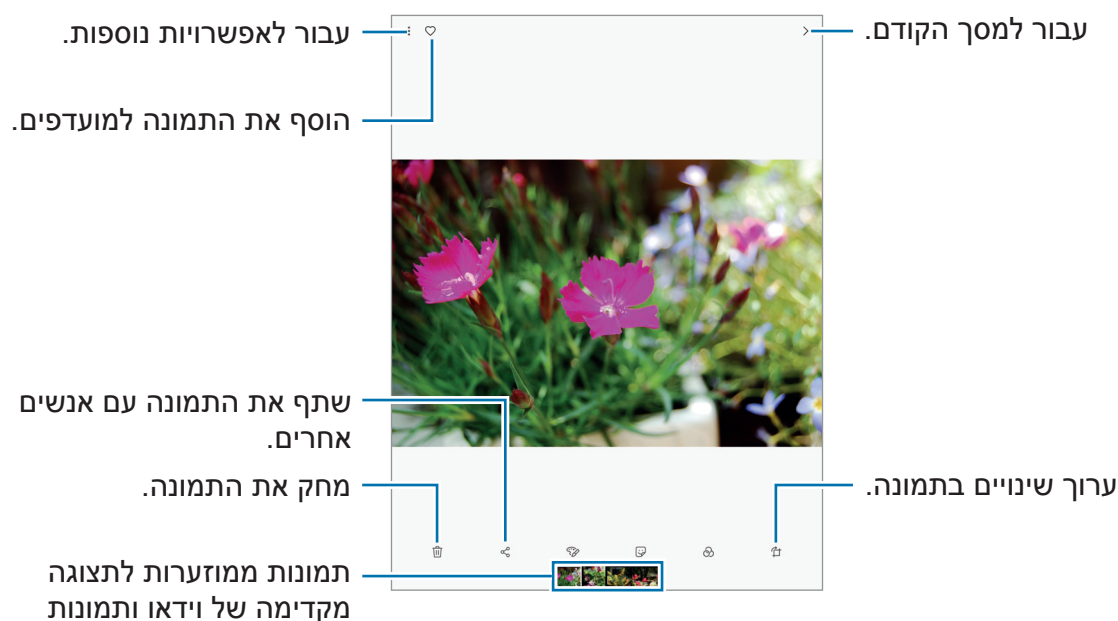 עבור למסך הקודם.
עבור לאפשרויות נוספות.
הוסף את התמונה למועדפים.
שתף את התמונה עם אנשים
אחרים.
מחק את התמונה.
ערוך שינויים בתמונה.
תמונות ממוזערות לתצוגה
מקדימה של וידאו ותמונות